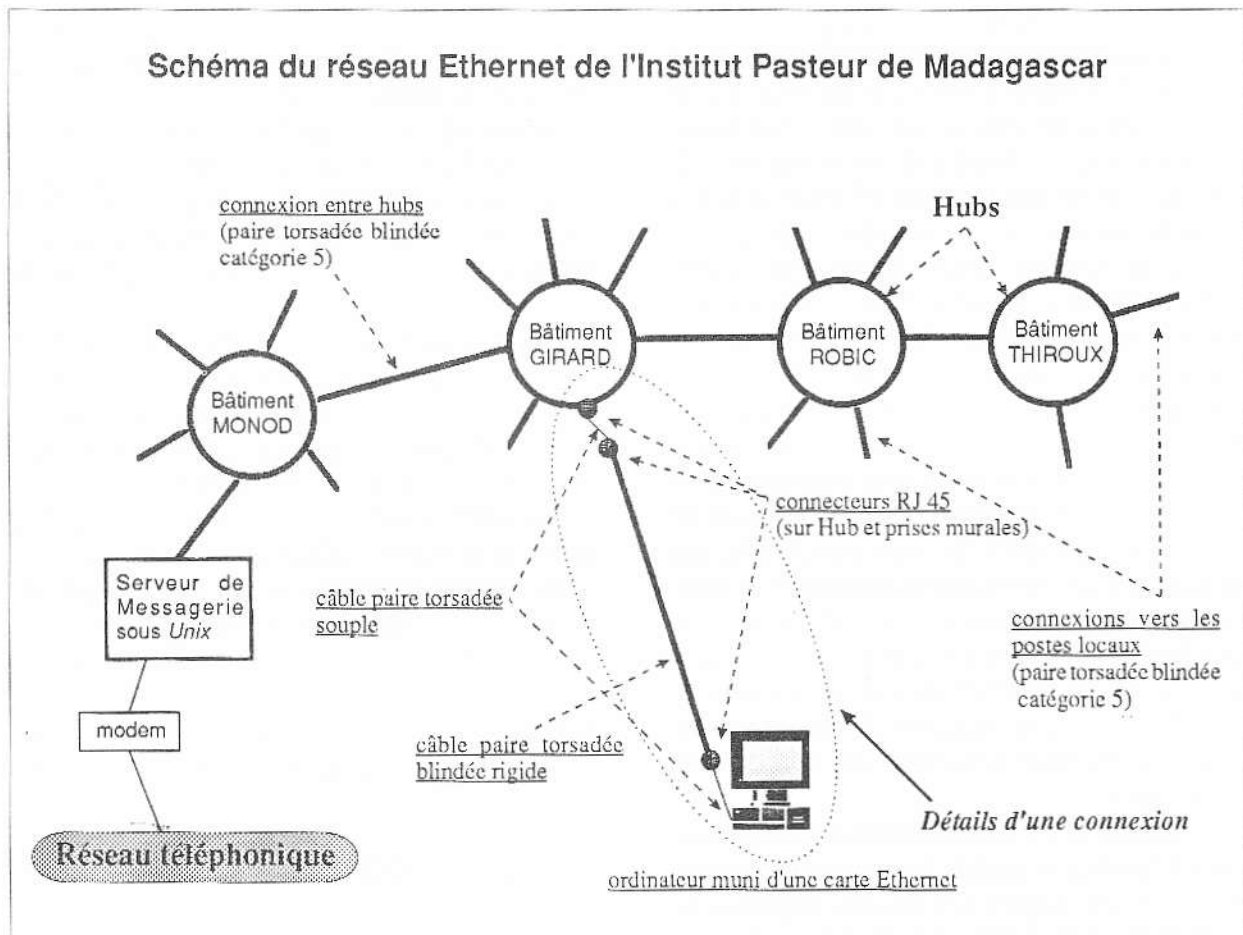 Schéma du réseau Ethernet de l'Institut Pasteur de Madagascar
connexion entre hubs
(paire torsadée blindée
catégorie 5)
Hubs
Bâtiment
MONOD
Bâtiment
GIRARD
Bâtiment
ROBIC
Bâtiment
THIROUX
connecteurs RJ 45
(sur Hub et prises murales)
Serveur de
Messagerie
sous Unix
câble paire torsadée
souple
connexions vers les
postes locaux
(paire torsadée blindée
catégorie 5)
modem
câble paire torsadée
blindée rigide
Détails d'une connexion
Réseau téléphonique
ordinateur muni d'une carte Ethernet